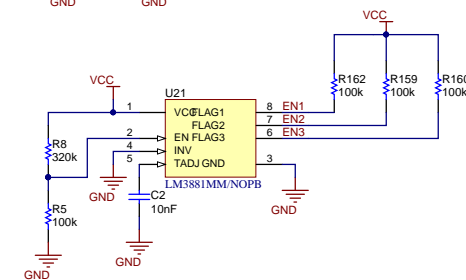 GND
GND
VCC
VCC
U21
R162
100k
R159
100k
R160
100k
1
VCC
FLAG1
8
EN1
FLAG2
7
EN2
2
EN
FLAG3
6
EN3
4
INV
5
TADJ
GND
3
R8
320k
LM3881MM/NOPB
C2
10nF
GND
GND
R5
100k
GND
GND